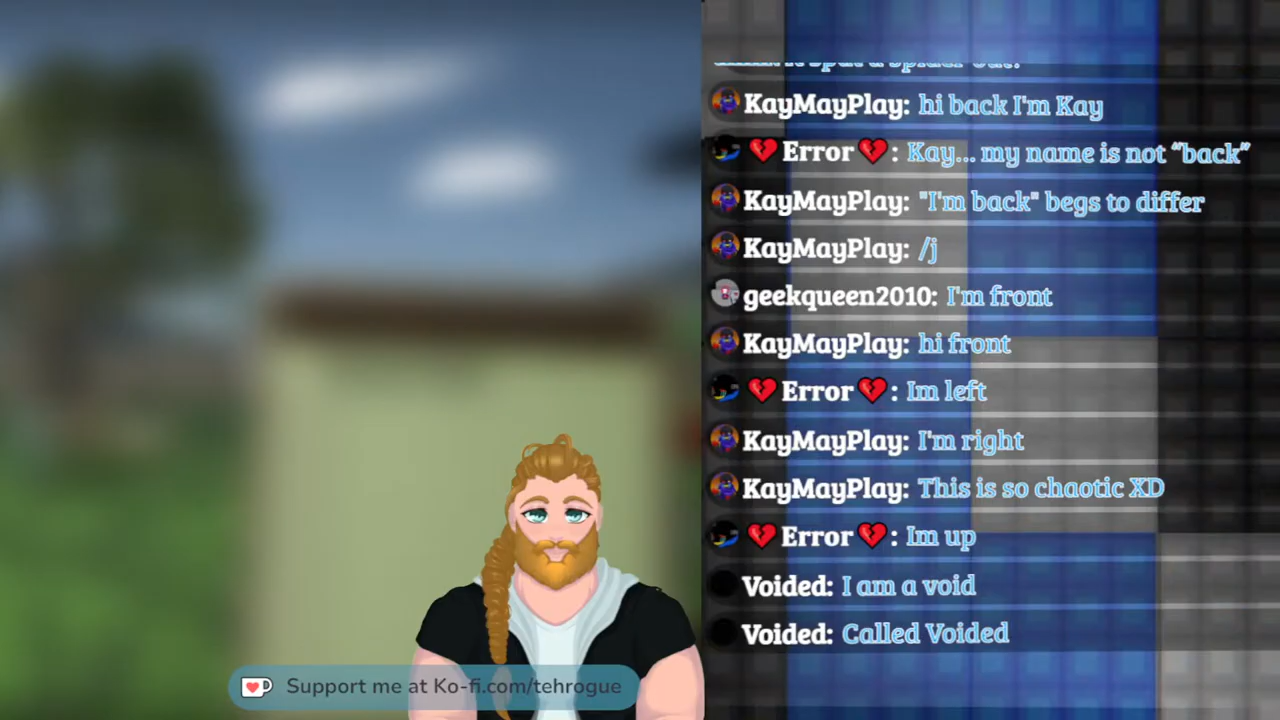 KayMayPlay: hi back I'm Kay
💔 Error 💔 : Kay... my name is not “back”
KayMayPlay: "I'm back" begs to differ
KayMayPlay: /j
geekqueen2010: I'm front
KayMayPlay: hi front
💔 Error 💔 : Im left
KayMayPlay: I'm right
KayMayPlay: This is so chaotic XD
💔 Error 💔 : Im up
Voided: I am a void
Voided: Called Voided
Support me at Ko-fi.com/tehrogue